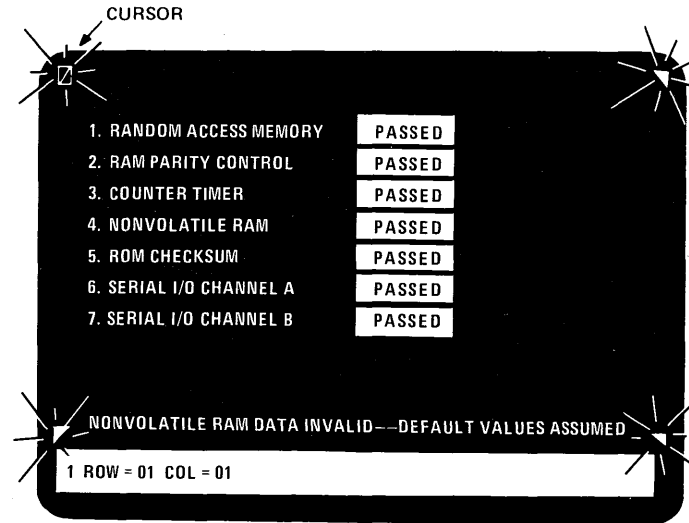 CURSOR
1. RANDOM ACCESS MEMORY PASSED
2. RAM PARITY CONTROL PASSED
3. COUNTER TIMER PASSED
4. NONVOLATILE RAM PASSED
5. ROM CHECKSUM PASSED
6. SERIAL I/O CHANNEL A PASSED
7. SERIAL I/O CHANNEL B PASSED
NONVOLATILE RAM DATA INVALID--DEFAULT VALUES ASSUMED
1 ROW = 01 COL = 01